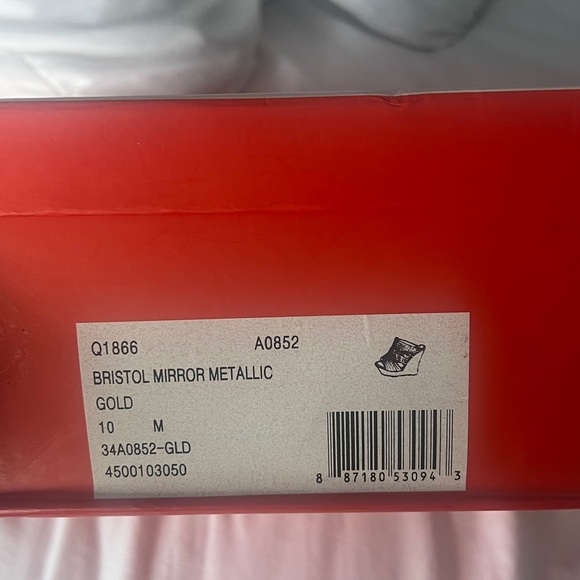 Q1866 A0852
BRISTOL MIRROR METALLIC
GOLD
10 M
34A0852-GLD
4500103050
8 87180 53094 3